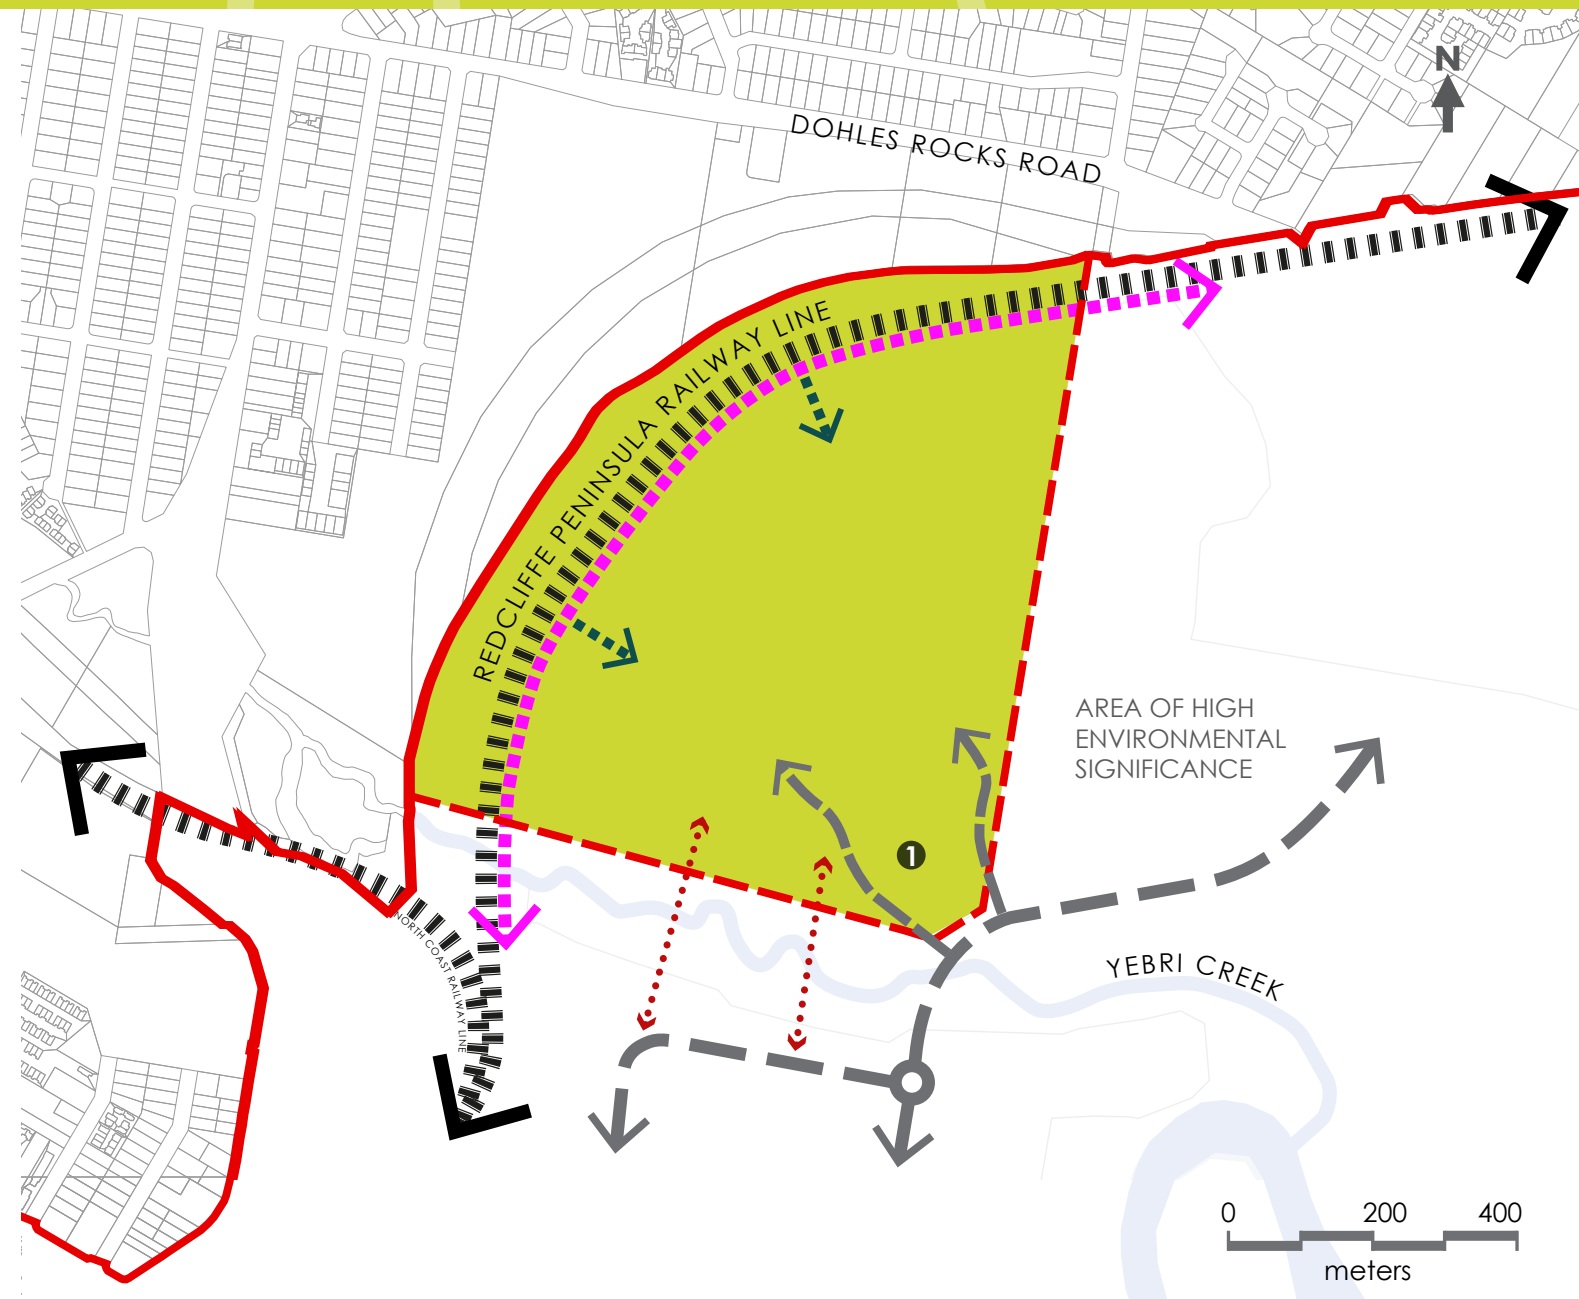 N
DOHLES ROCKS ROAD
REDCLIFFE PENINSULA RAILWAY LINE
AREA OF HIGH
ENVIRONMENTAL
SIGNIFICANCE
1
NORTH COAST RAILWAY LINE
YEBRI CREEK
0 200 400
meters